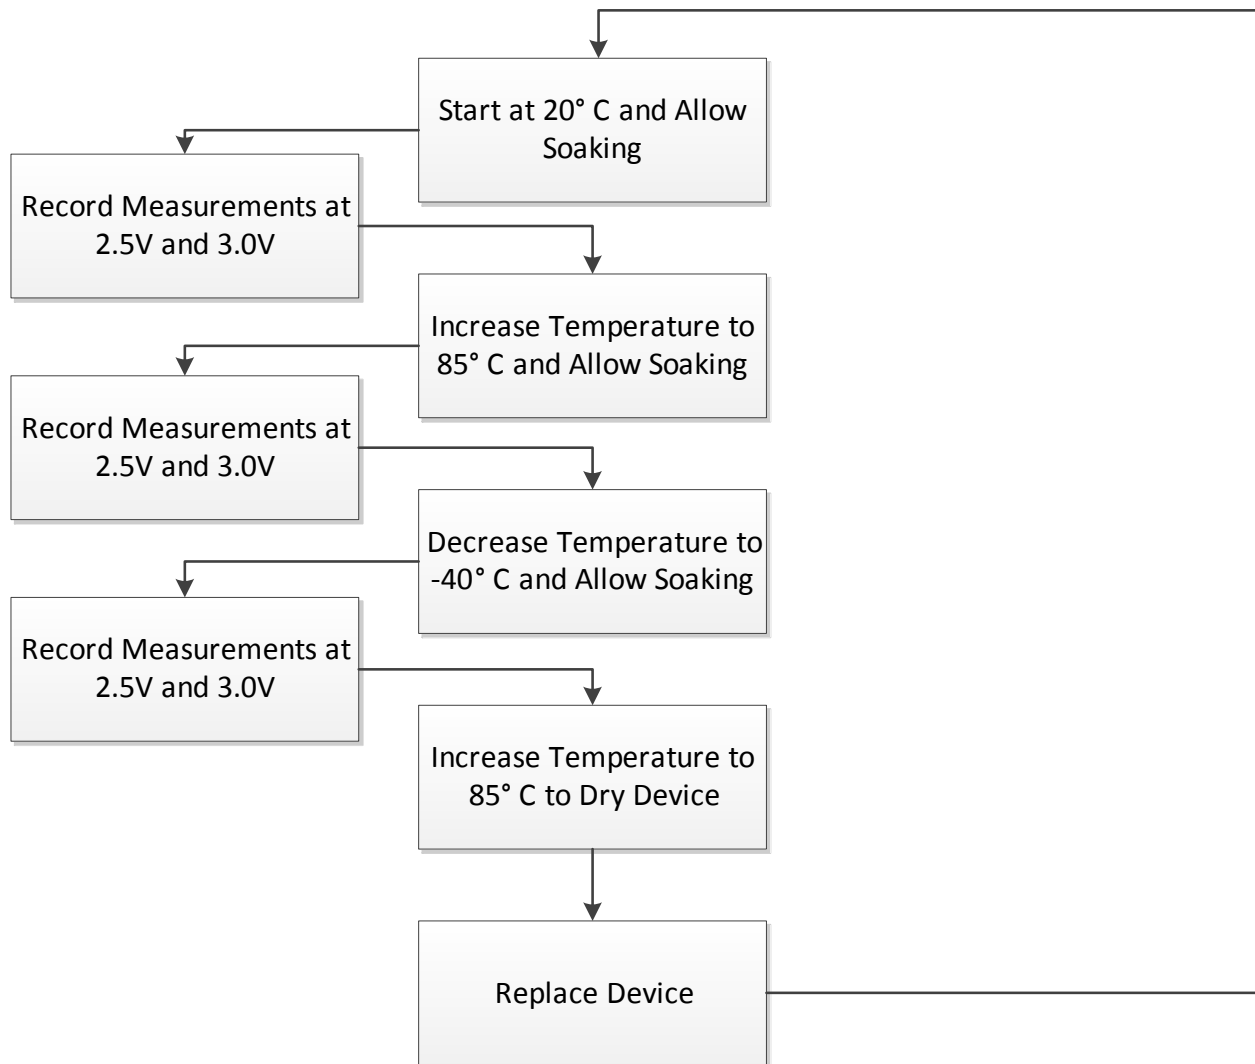 Start at 20° C and Allow
Soaking
Record Measurements at
2.5V and 3.0V
Increase Temperature to
85° C and Allow Soaking
Record Measurements at
2.5V and 3.0V
Decrease Temperature to
-40° C and Allow Soaking
Record Measurements at
2.5V and 3.0V
Increase Temperature to
85° C to Dry Device
Replace Device